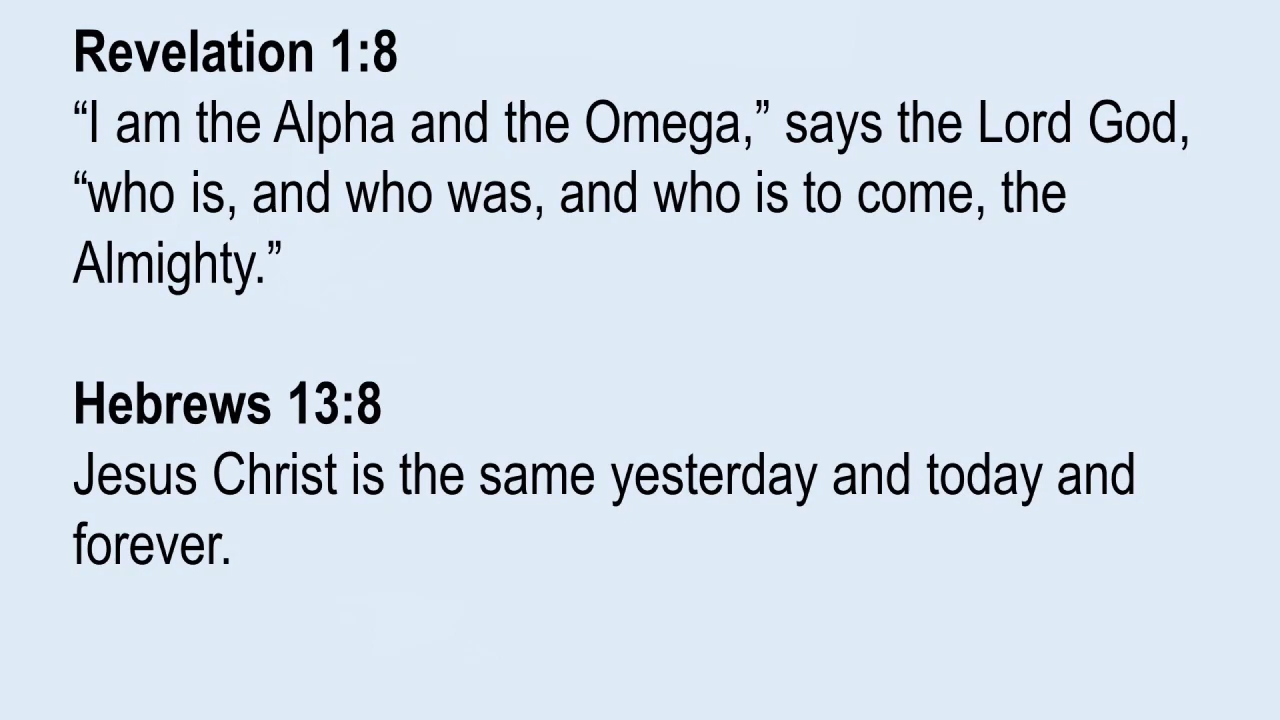 Revelation 1:8
“I am the Alpha and the Omega,” says the Lord God,
“who is, and who was, and who is to come, the
Almighty.”
Hebrews 13:8
Jesus Christ is the same yesterday and today and
forever.